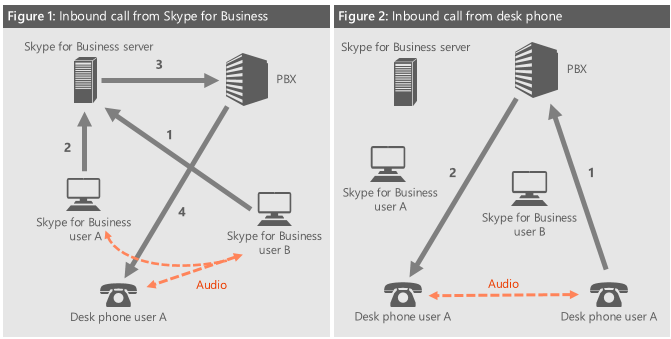 Figure 1: Inbound call from Skype for Business
Skype for Business server
3
PBX
1
2
4
Skype for Business
user A
Skype for Business
user B
Audio
Desk phone user A
Figure 2: Inbound call from desk phone
Skype for Business server
PBX
2
1
Skype for Business
user A
Skype for Business
user B
Audio
Desk phone user A
Desk phone user A